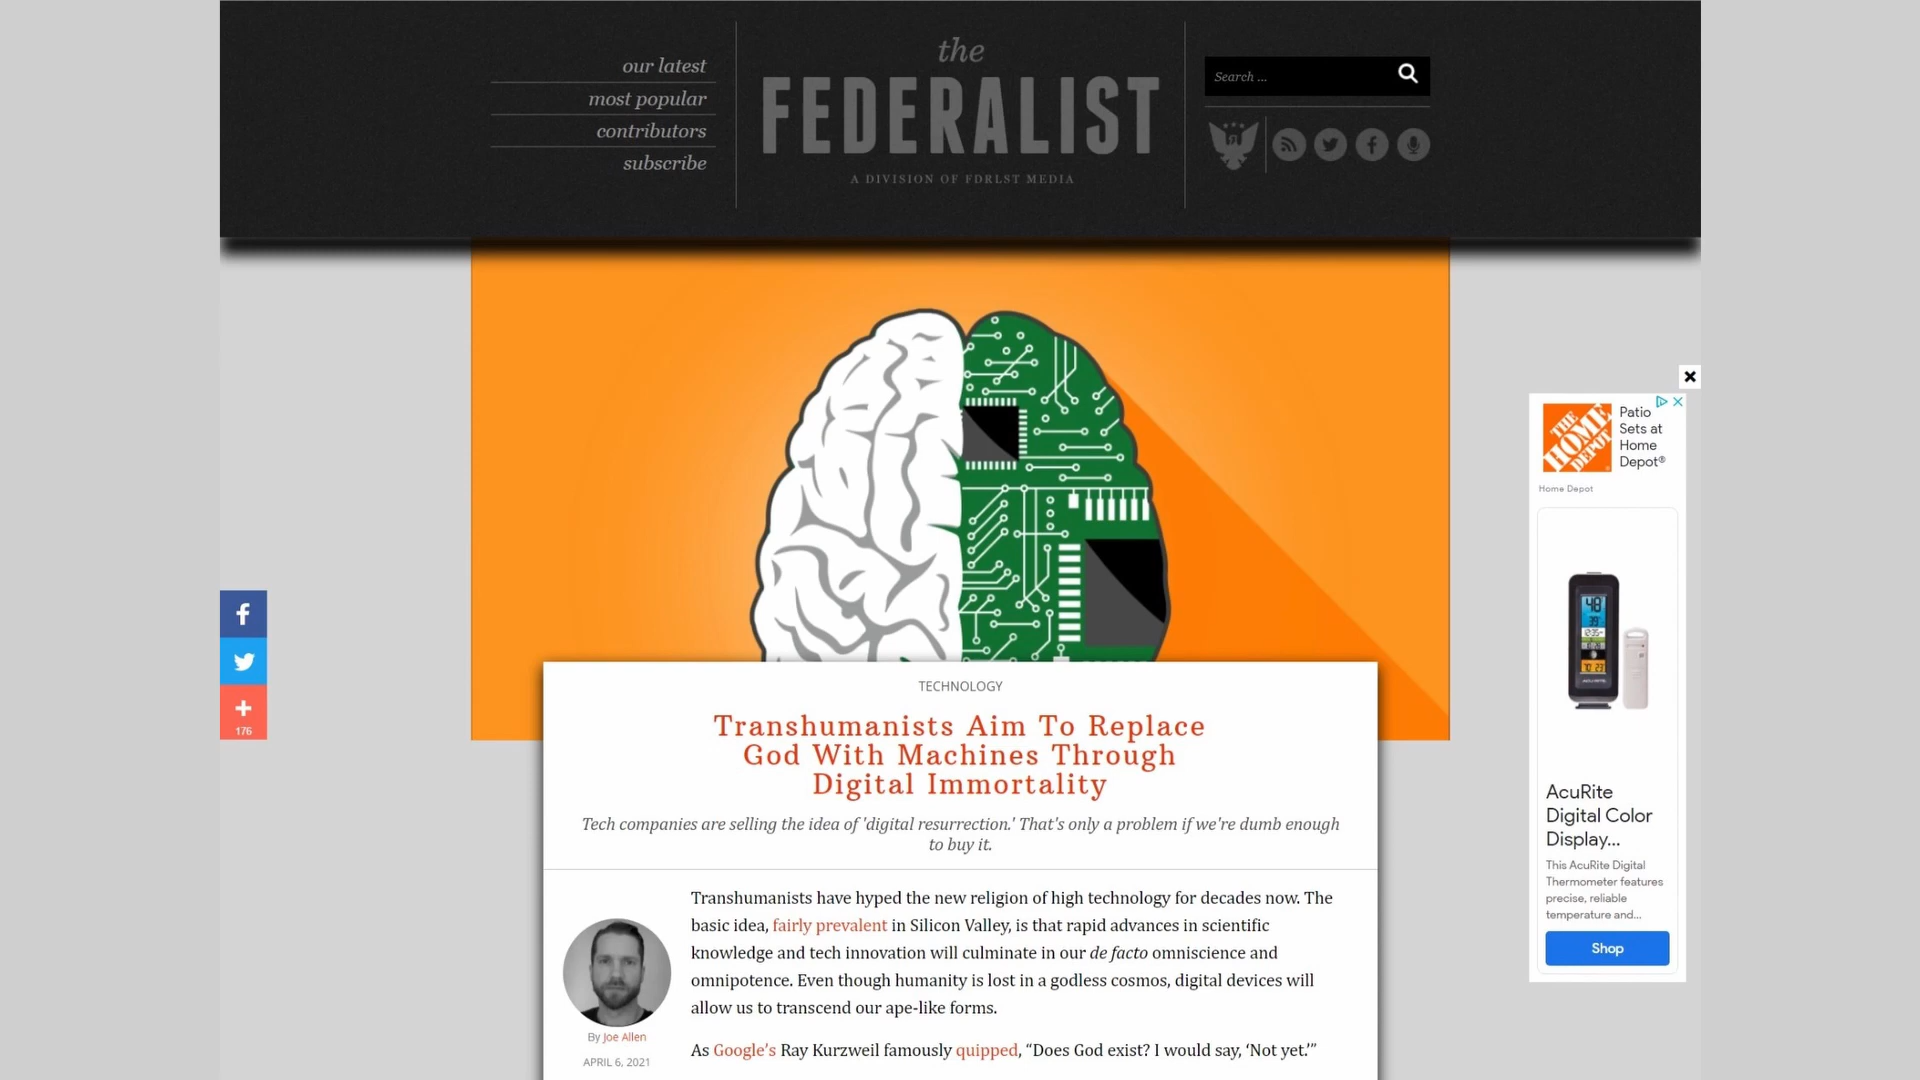 our latest
most popular
contributors
subscribe
the
FEDERALIST
A DIVISION OF FDRLST MEDIA
Search ...
176
TECHNOLOGY
Transhumanists Aim To Replace
God With Machines Through
Digital Immortality
Tech companies are selling the idea of 'digital resurrection.' That's only a problem if we're dumb enough
to buy it.
By Joe Allen
APRIL 6, 2021
Transhumanists have hyped the new religion of high technology for decades now. The
basic idea, fairly prevalent in Silicon Valley, is that rapid advances in scientific
knowledge and tech innovation will culminate in our de facto omniscience and
omnipotence. Even though humanity is lost in a godless cosmos, digital devices will
allow us to transcend our ape-like forms.
As Google’s Ray Kurzweil famously quipped, “Does God exist? I would say, ‘Not yet.’”
THE
HOME
DEPOT
Patio
Sets at
Home
Depot®
Home Depot
AcuRite
Digital Color
Display...
This AcuRite Digital
Thermometer features
precise, reliable
temperature and...
Shop